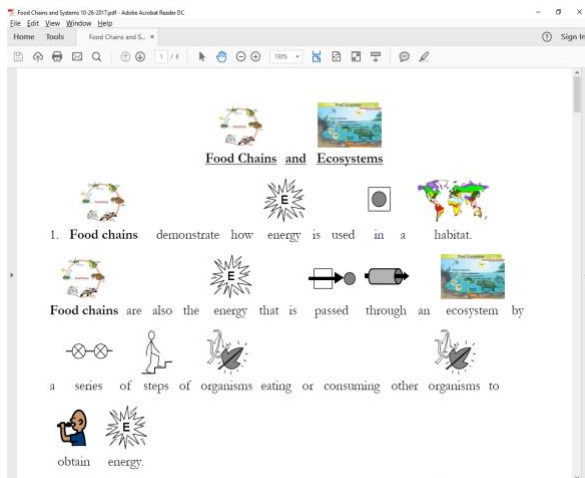 Food Chains and Systems 10-26-2017.pdf - Adobe Acrobat Reader DC
File Edit View Window Help
Home Tools Food Chains and S... × Sign In
1 / 8 130%
Food Chains and Ecosystems
E
1. Food chains demonstrate how energy is used in a habitat.
E
Food chains are also the energy that is passed through an ecosystem by
a series of steps of organisms eating or consuming other organisms to
E
obtain energy.